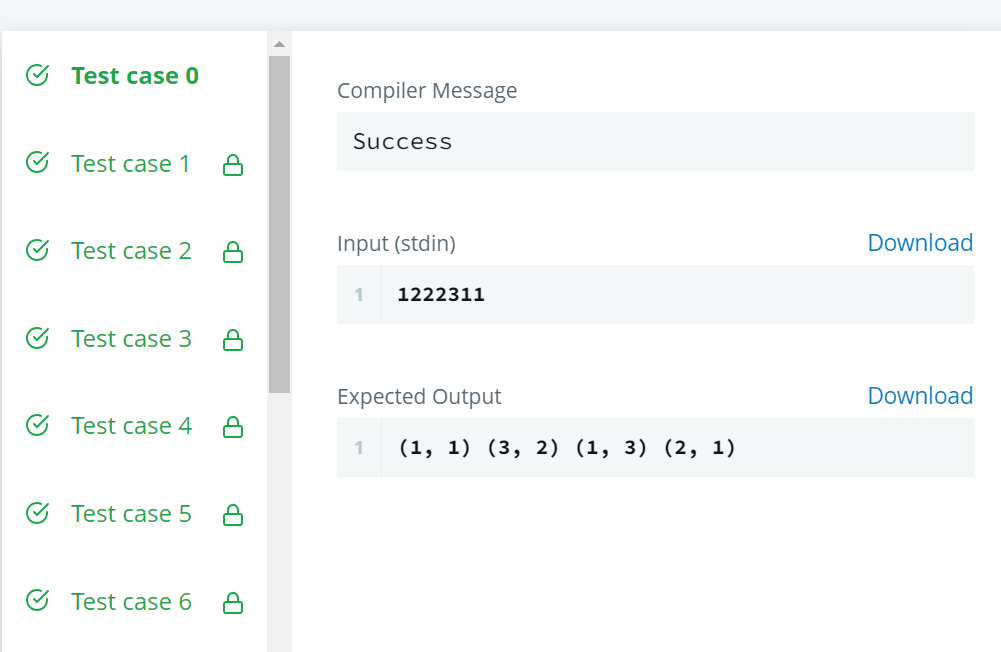 Test case 0
Test case 1
Test case 2
Test case 3
Test case 4
Test case 5
Test case 6
Compiler Message
Success
Input (stdin)
Download
1 1222311
Expected Output
Download
1 (1, 1) (3, 2) (1, 3) (2, 1)